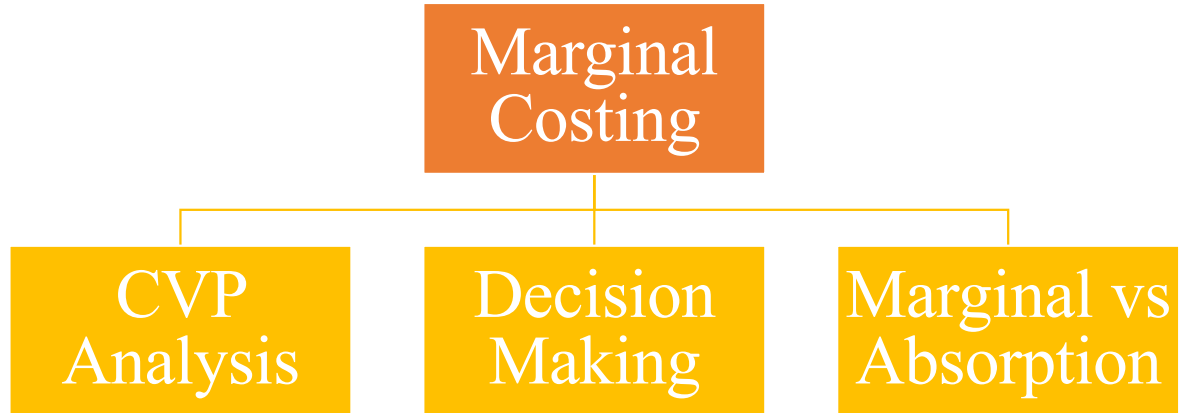 Marginal
Costing
CVP
Analysis
Decision
Making
Marginal vs
Absorption